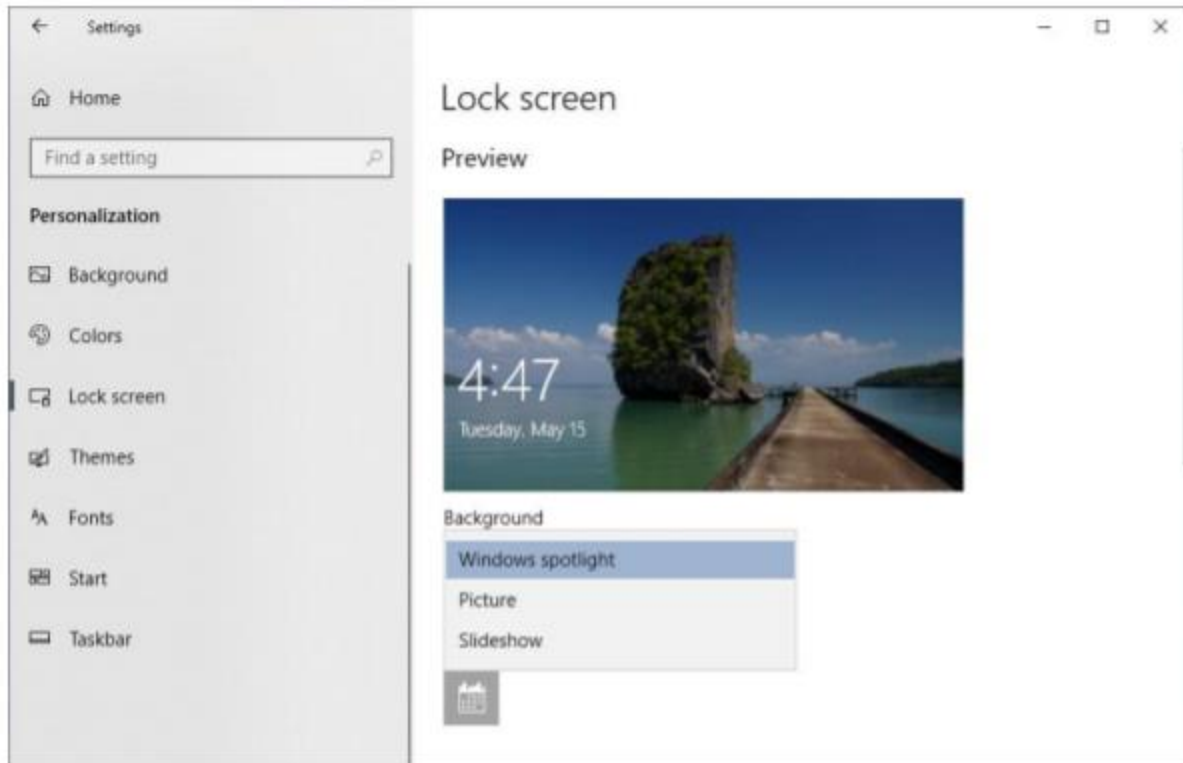 Settings
Home
Find a setting
Personalization
Background
Colors
Lock screen
Themes
Fonts
Start
Taskbar
Lock screen
Preview
4:47
Tuesday, May 15
Background
Windows spotlight
Picture
Slideshow